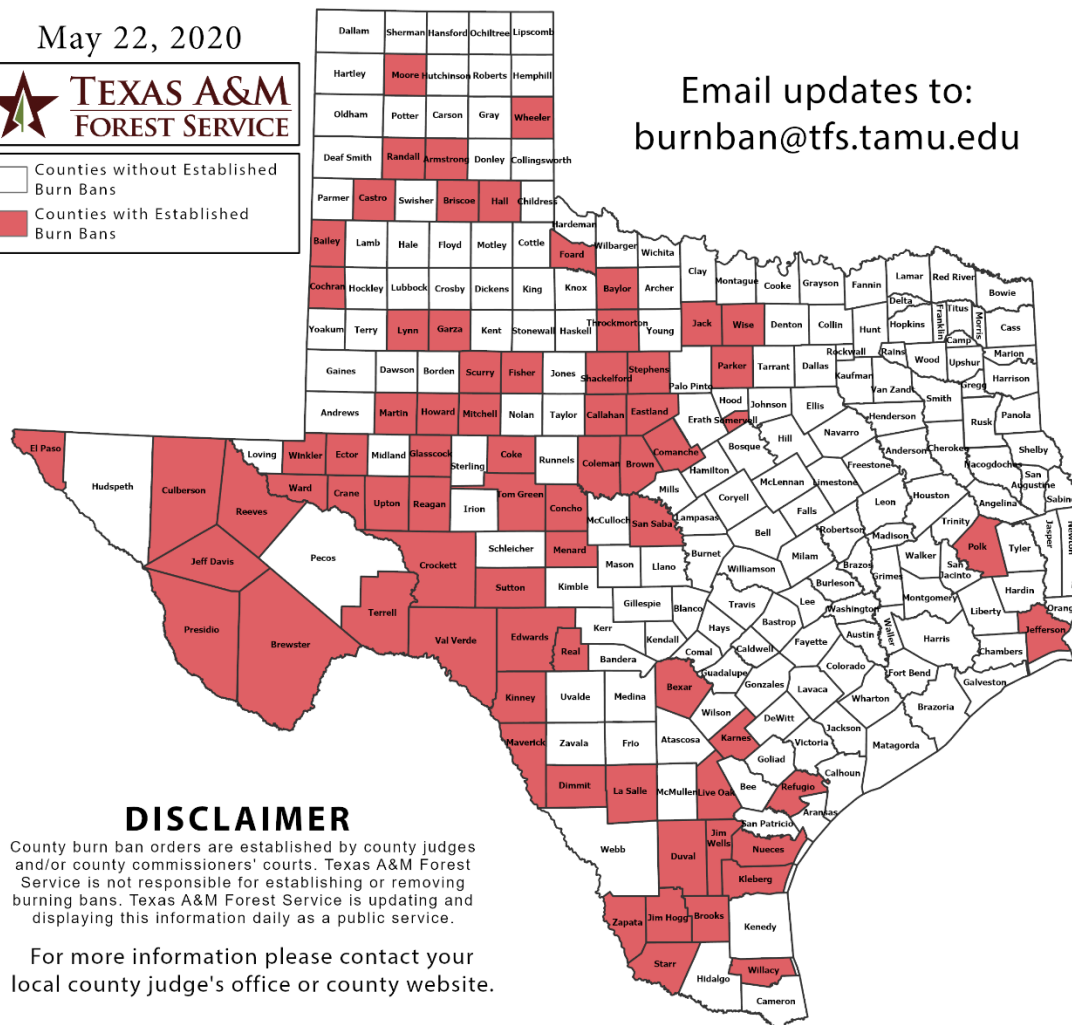 May 22, 2020
TEXAS A&M
FOREST SERVICE
Counties without Established
Burn Bans
Counties with Established
Burn Bans
Email updates to:
burnban@tfs.tamu.edu
Dallam Sherman Hansford Ochiltree Lipscomb
Hartley Moore Hutchinson Roberts Hemphill
Oldham Potter Carson Gray Wheeler
Deaf Smith Randall Armstrong Donley Collingsworth
Parmer Castro Swisher Briscoe Hall Childress
Hardeman
Bailey Lamb Hale Floyd Motley Cottle Foard Wilbarger Wichita
Clay Montague Cooke Grayson Fannin Lamar Red River Bowie
Cochran Hockley Lubbock Crosby Dickens King Knox Baylor Archer
Delta Titus Franklin Morris
Yoakum Terry Lynn Garza Kent Stonewall Haskell Throckmorton Young Jack Wise Denton Collin Hunt Hopkins Camp Cass
Rockwall Rains Wood Upshur Marion
Gaines Dawson Borden Scurry Fisher Jones Shackelford Stephens Palo Pinto Parker Tarrant Dallas Kaufman Van Zandt Gregg Harrison
Hood Johnson Ellis Smith
Andrews Martin Howard Mitchell Nolan Taylor Callahan Eastland Erath Somervell Henderson Rusk Panola
El Paso Hudspeth Culberson Loving Winkler Ector Midland Glasscock Sterling Coke Runnels Coleman Brown Comanche Bosque Hill Navarro Anderson Cherokee Shelby
Hamilton Freestone Nacogdoches San
Augustine
Reeves Ward Crane Upton Reagan Irion Tom Green Concho McCulloch San Saba Mills Coryell McLennan Limestone Leon Houston Angelina Sabine
Lampasas Bell Falls Robertson Madison Trinity Polk Tyler Jasper Newton
Jeff Davis Pecos Crockett Schleicher Menard Mason Llano Burnet Williamson Milam Brazos Grimes Walker San
Jacinto
Presidio Brewster Terrell Val Verde Sutton Kimble Gillespie Blanco Travis Lee Burleson Washington Montgomery Liberty Hardin Orange
Edwards Real Kerr Kendall Hays Bastrop Fayette Austin Waller Harris Chambers Jefferson
Bandera Comal Caldwell Colorado Fort Bend Galveston
Kinney Uvalde Medina Bexar Guadalupe Gonzales Lavaca Wharton Brazoria
Wilson DeWitt Jackson Matagorda
Maverick Zavala Frio Atascosa Karnes Victoria
Goliad Calhoun
Dimmit La Salle McMullen Live Oak Bee Refugio Aransas
San Patricio
Webb Duval Jim
Wells Nueces
Kleberg
Zapata Jim Hogg Brooks Kenedy
Starr Hidalgo Willacy
Cameron
DISCLAIMER
County burn ban orders are established by county judges
and/or county commissioners' courts. Texas A&M Forest
Service is not responsible for establishing or removing
burning bans. Texas A&M Forest Service is updating and
displaying this information daily as a public service.
For more information please contact your
local county judge's office or county website.